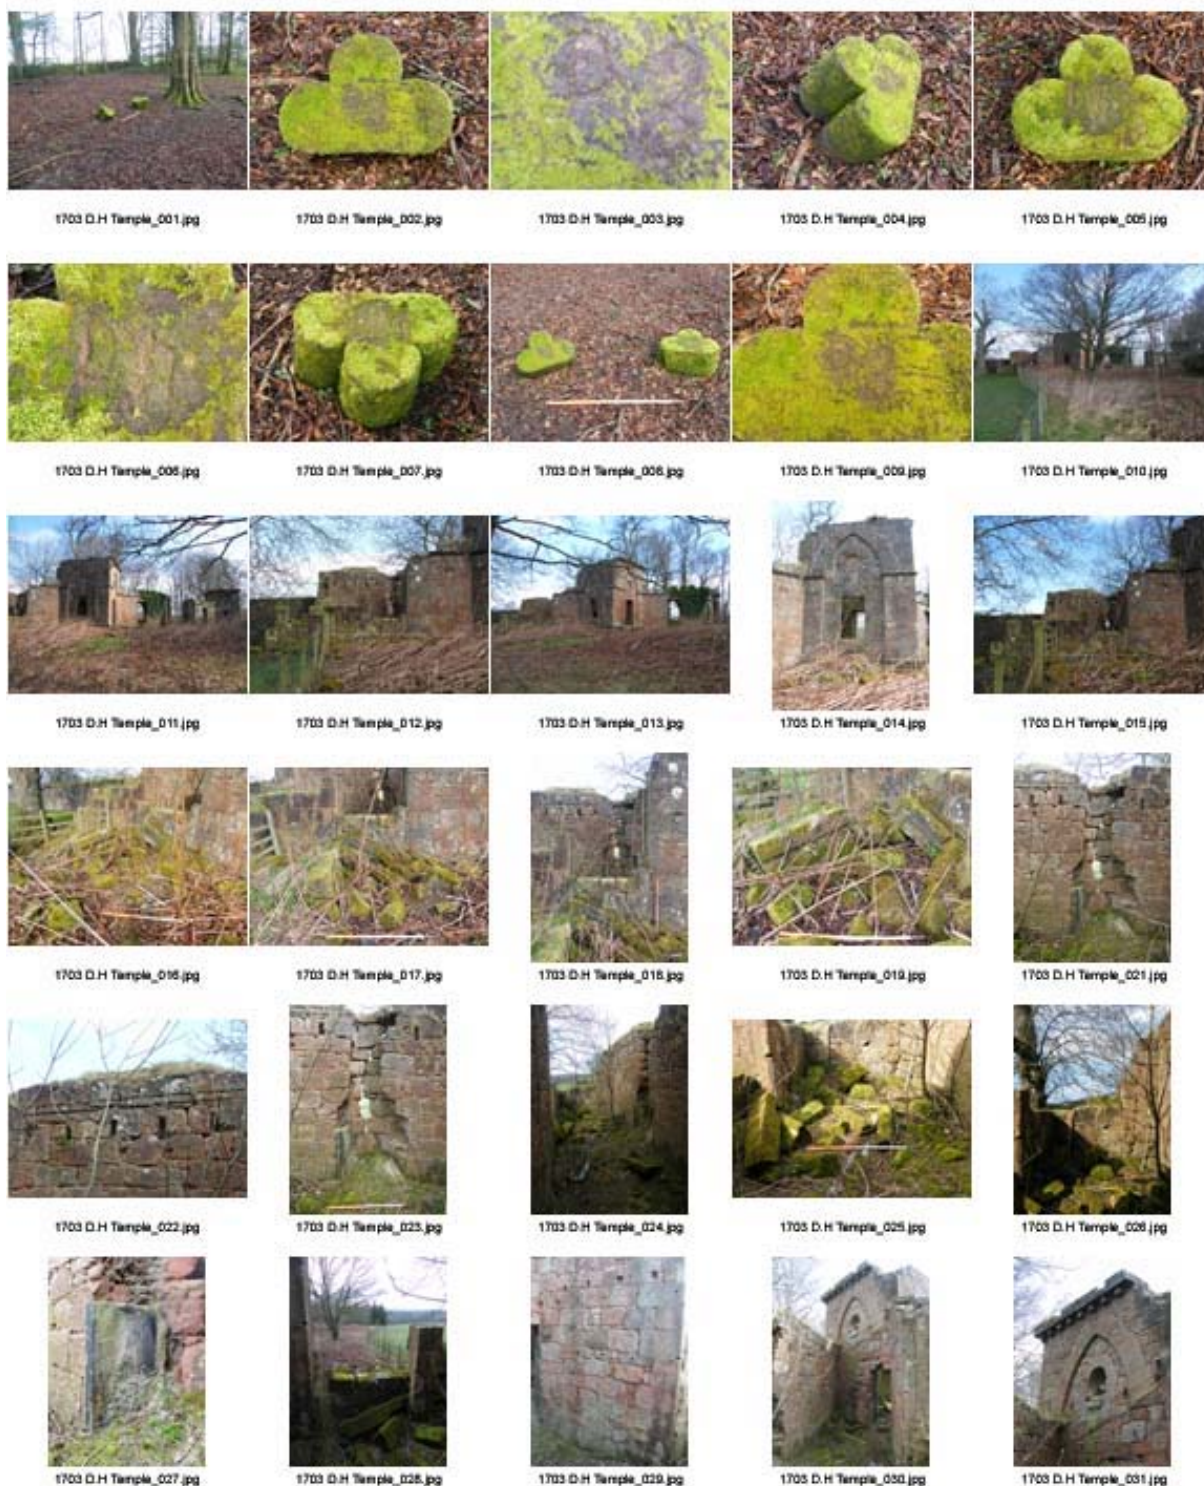 1703 D.H Temple_001.jpg 1703 D.H Temple_002.jpg 1703 D.H Temple_003.jpg 1703 D.H Temple_004.jpg 1703 D.H Temple_005.jpg
1703 D.H Temple_006.jpg 1703 D.H Temple_007.jpg 1703 D.H Temple_008.jpg 1703 D.H Temple_009.jpg 1703 D.H Temple_010.jpg
1703 D.H Temple_011.jpg 1703 D.H Temple_012.jpg 1703 D.H Temple_013.jpg 1703 D.H Temple_014.jpg 1703 D.H Temple_015.jpg
1703 D.H Temple_016.jpg 1703 D.H Temple_017.jpg 1703 D.H Temple_018.jpg 1703 D.H Temple_019.jpg 1703 D.H Temple_021.jpg
1703 D.H Temple_022.jpg 1703 D.H Temple_023.jpg 1703 D.H Temple_024.jpg 1703 D.H Temple_025.jpg 1703 D.H Temple_026.jpg
1703 D.H Temple_027.jpg 1703 D.H Temple_028.jpg 1703 D.H Temple_029.jpg 1703 D.H Temple_030.jpg 1703 D.H Temple_031.jpg